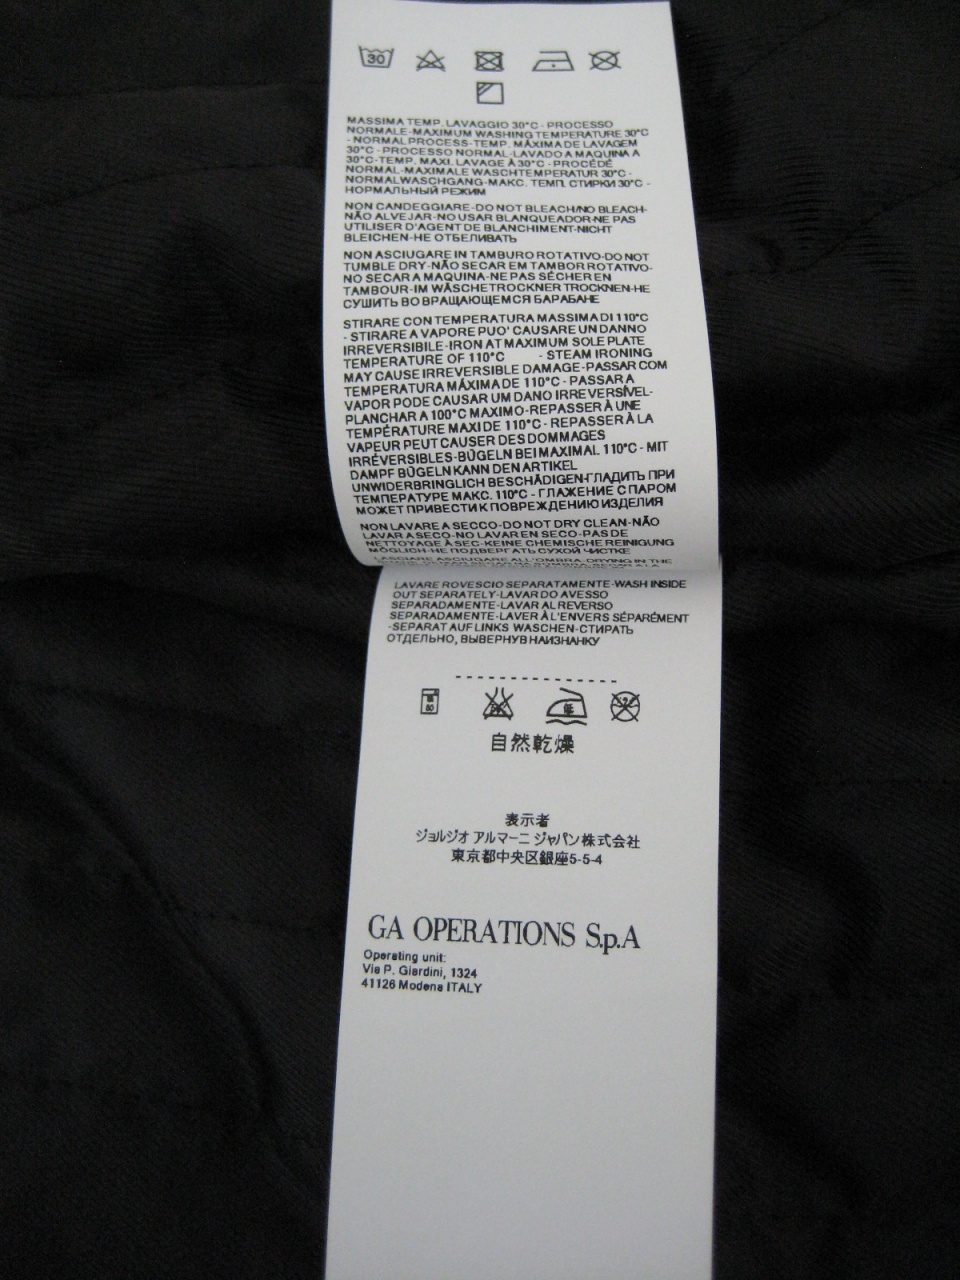 30
MASSIMA TEMP. LAVAGGIO 30°C - PROCESSO
NORMALE-MAXIMUM WASHING TEMPERATURE 30°C
- NORMAL PROCESS-TEMP. MÁXIMA DE LAVAGEM
30°C - PROCESSO NORMAL-LAVADO A MAQUINA A
30°C-TEMP. MAXI. LAVAGE À 30°C - PROCÉDÉ
NORMAL-MAXIMALE WASCHTEMPERATUR 30°C -
NORMALWASCHGANG-МАКС. ТЕМП. СТИРКИ 30°C -
НОРМАЛЬНЫЙ РЕЖИМ
NON CANDEGGIARE-DO NOT BLEACH/NO BLEACH-
NÃO ALVEJAR-NO USAR BLANQUEADOR-NE PAS
UTILISER D'AGENT DE BLANCHIMENT-NICHT
BLEICHEN-НЕ ОТБЕЛИВАТЬ
NON ASCIUGARE IN TAMBURO ROTATIVO-DO NOT
TUMBLE DRY-NÃO SECAR EM TAMBOR ROTATIVO-
NO SECAR A MAQUINA-NE PAS SÉCHER EN
TAMBOUR-IM WÄSCHETROCKNER TROCKNEN-НЕ
СУШИТЬ ВО ВРАЩАЮЩЕМСЯ БАРАБАНЕ
STIRARE CON TEMPERATURA MASSIMA DI 110°C
- STIRARE A VAPORE PUO' CAUSARE UN DANNO
IRREVERSIBILE-IRON AT MAXIMUM SOLE PLATE
TEMPERATURE OF 110°C - STEAM IRONING
MAY CAUSE IRREVERSIBLE DAMAGE-PASSAR COM
TEMPERATURA MÁXIMA DE 110°C - PASSAR A
VAPOR PODE CAUSAR UM DANO IRREVERSÍVEL-
PLANCHAR A 100°C MAXIMO-REPASSER À UNE
TEMPÉRATURE MAXI DE 110°C - REPASSER À LA
VAPEUR PEUT CAUSER DES DOMMAGES
IRRÉVERSIBLES-BÜGELN BEI MAXIMAL 110°C - MIT
DAMPF BÜGELN KANN DEN ARTIKEL
UNWIDERBRINGLICH BESCHÄDIGEN-ГЛАДИТЬ ПРИ
ТЕМПЕРАТУРЕ МАКС. 110°C - ГЛАЖЕНИЕ С ПАРОМ
МОЖЕТ ПРИВЕСТИ К ПОВРЕЖДЕНИЮ ИЗДЕЛИЯ
NON LAVARE A SECCO-DO NOT DRY CLEAN-NÃO
LAVAR A SECO-NO LAVAR EN SECO-PAS DE
NETTOYAGE À SEC-KEINE CHEMISCHE REINIGUNG
MÖGLICH-НЕ ПОДВЕРГАТЬ СУХОЙ ЧИСТКЕ
LASCIARE ASCIUGARE ALL'OMBRA-DRYING IN THE
LAVARE ROVESCIO SEPARATAMENTE-WASH INSIDE
OUT SEPARATELY-LAVAR DO AVESSO
SEPARADAMENTE-LAVAR AL REVERSO
SEPARADAMENTE-LAVER À L'ENVERS SÉPARÉMENT
-SEPARAT AUF LINKS WASCHEN-СТИРАТЬ
ОТДЕЛЬНО, ВЫВЕРНУВ НАИЗНАНКУ
低
自然乾燥
表示者
ジョルジオ アルマーニ ジャパン株式会社
東京都中央区銀座5-5-4
GA OPERATIONS S.p.A
Operating unit:
Via P. Giardini, 1324
41126 Modena ITALY